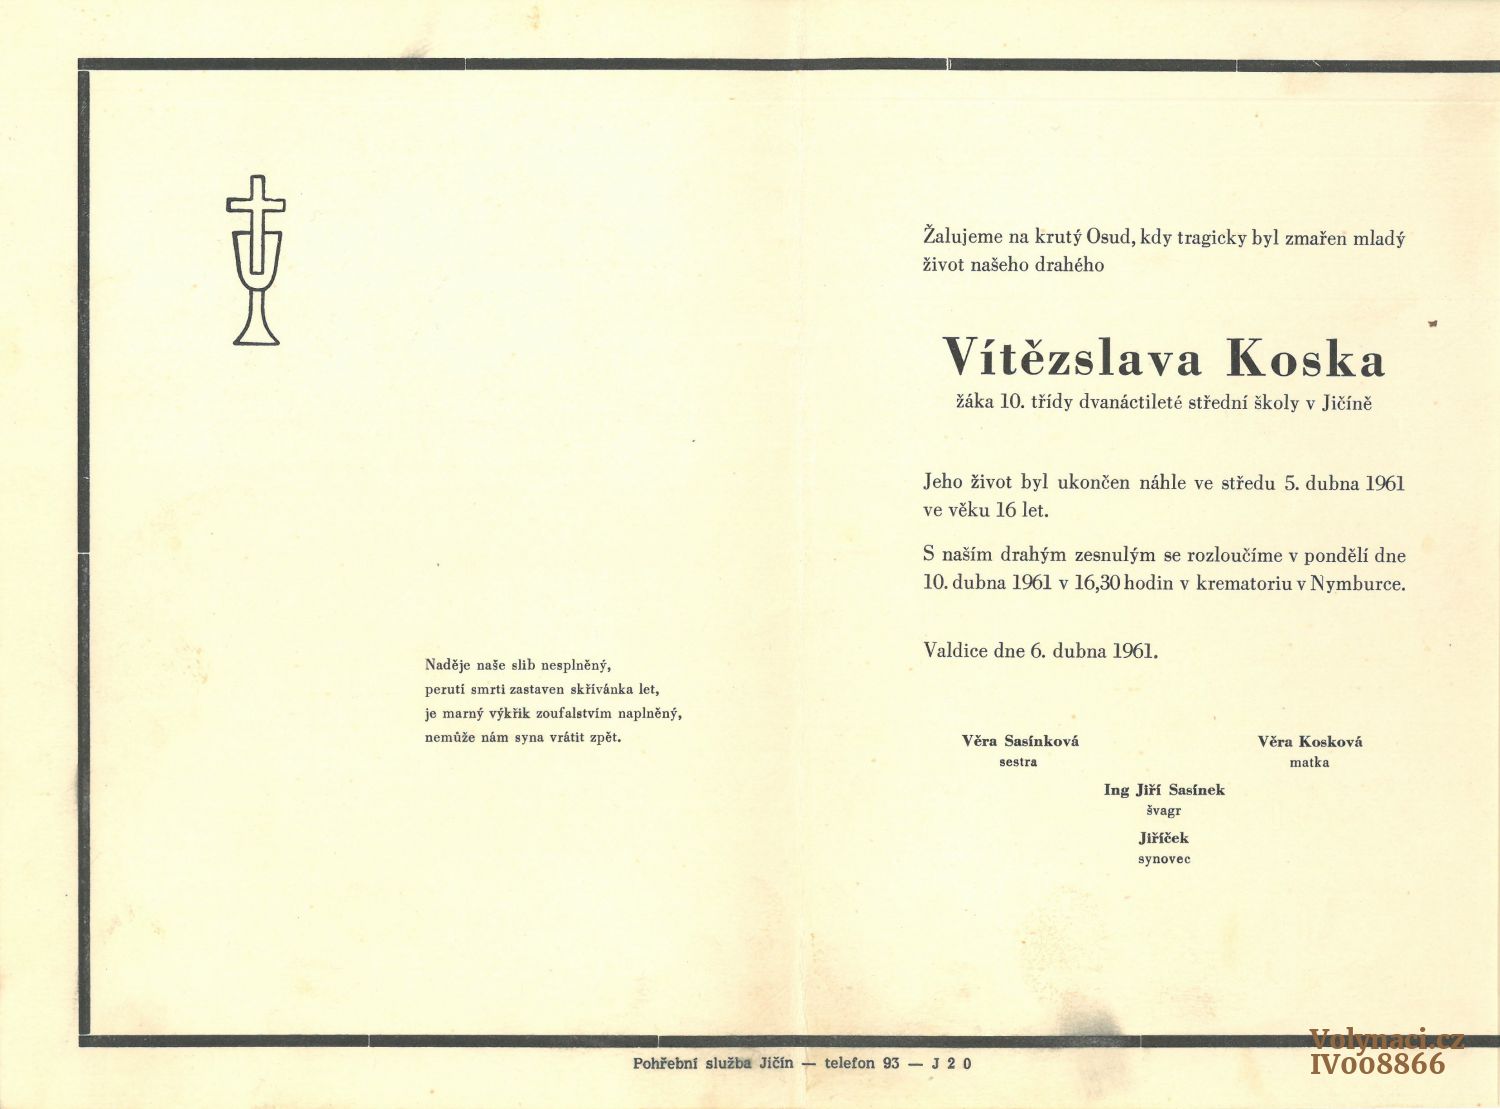 Naděje naše slib nesplněný,
perutí smrti zastaven skřívánka let,
je marný výkřik zoufalstvím naplněný,
nemůže nám syna vrátit zpět.
Žalujeme na krutý Osud, kdy tragicky byl zmařen mladý
život našeho drahého
Vítězslava Koska
žáka 10. třídy dvanáctileté střední školy v Jičíně
Jeho život byl ukončen náhle ve středu 5. dubna 1961
ve věku 16 let.
S naším drahým zesnulým se rozloučíme v pondělí dne
10. dubna 1961 v 16,30 hodin v krematoriu v Nymburce.
Valdice dne 6. dubna 1961.
Věra Sasínková Věra Kosková
sestra matka
Ing Jiří Sasínek
švagr
Jiříček
synovec
Pohřební služba Jičín — telefon 93 — J 2 0
Volynaci.cz
IV008866